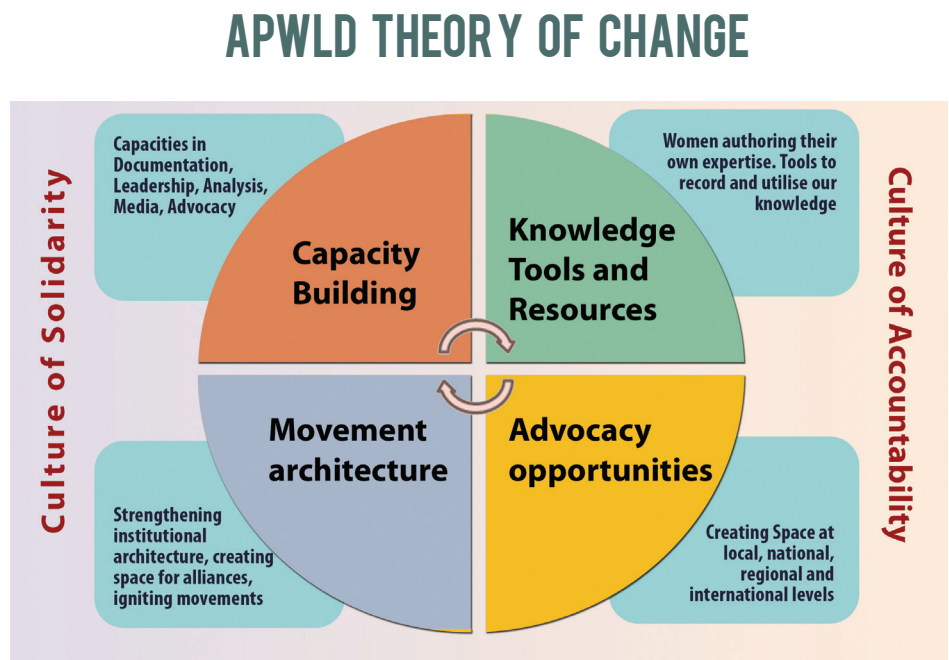 APWLD THEORY OF CHANGE
Culture of Solidarity
Capacities in
Documentation,
Leadership, Analysis,
Media, Advocacy
Capacity
Building
Knowledge
Tools and
Resources
Women authoring their
own expertise. Tools to
record and utilise our
knowledge
Movement
architecture
Strengthening
institutional
architecture, creating
space for alliances,
igniting movements
Advocacy
opportunities
Creating Space at
local, national,
regional and
international levels
Culture of Accountability